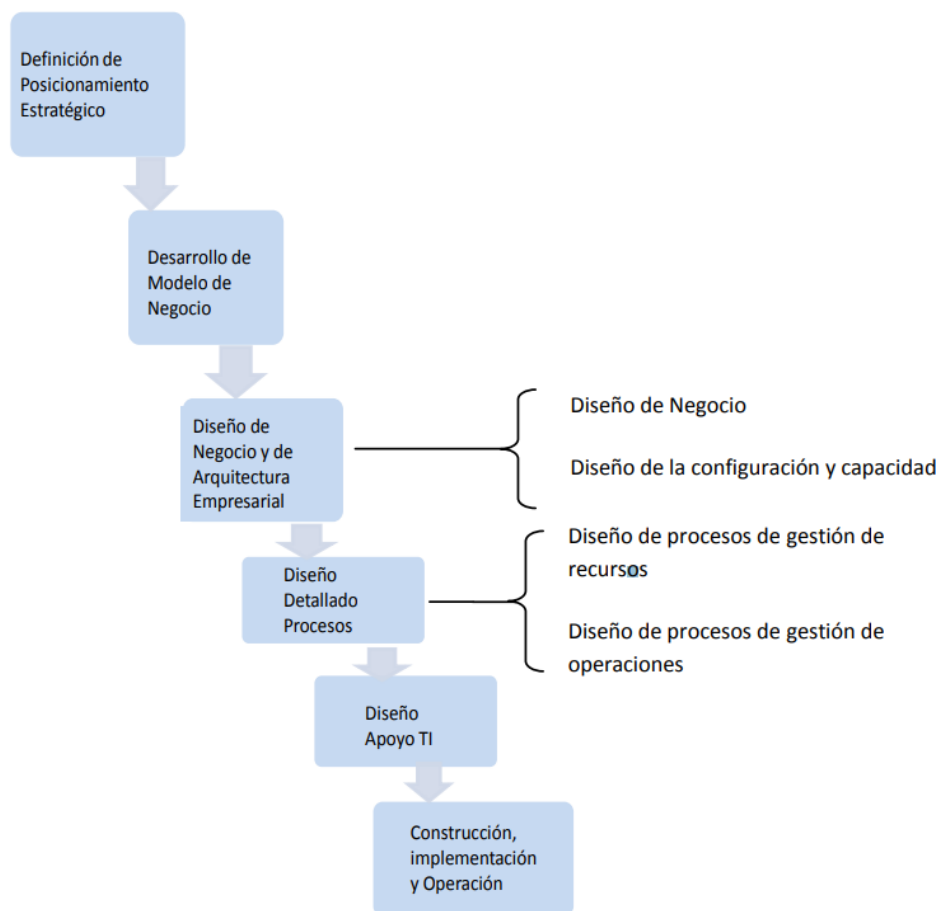 Definición de
Posicionamiento
Estratégico
Desarrollo de
Modelo de
Negocio
Diseño de
Negocio y de
Arquitectura
Empresarial
Diseño de Negocio
Diseño de la configuración y capacidad
Diseño
Detallado
Procesos
Diseño de procesos de gestión de
recursos
Diseño de procesos de gestión de
operaciones
Diseño
Apoyo TI
Construcción,
implementación
y Operación